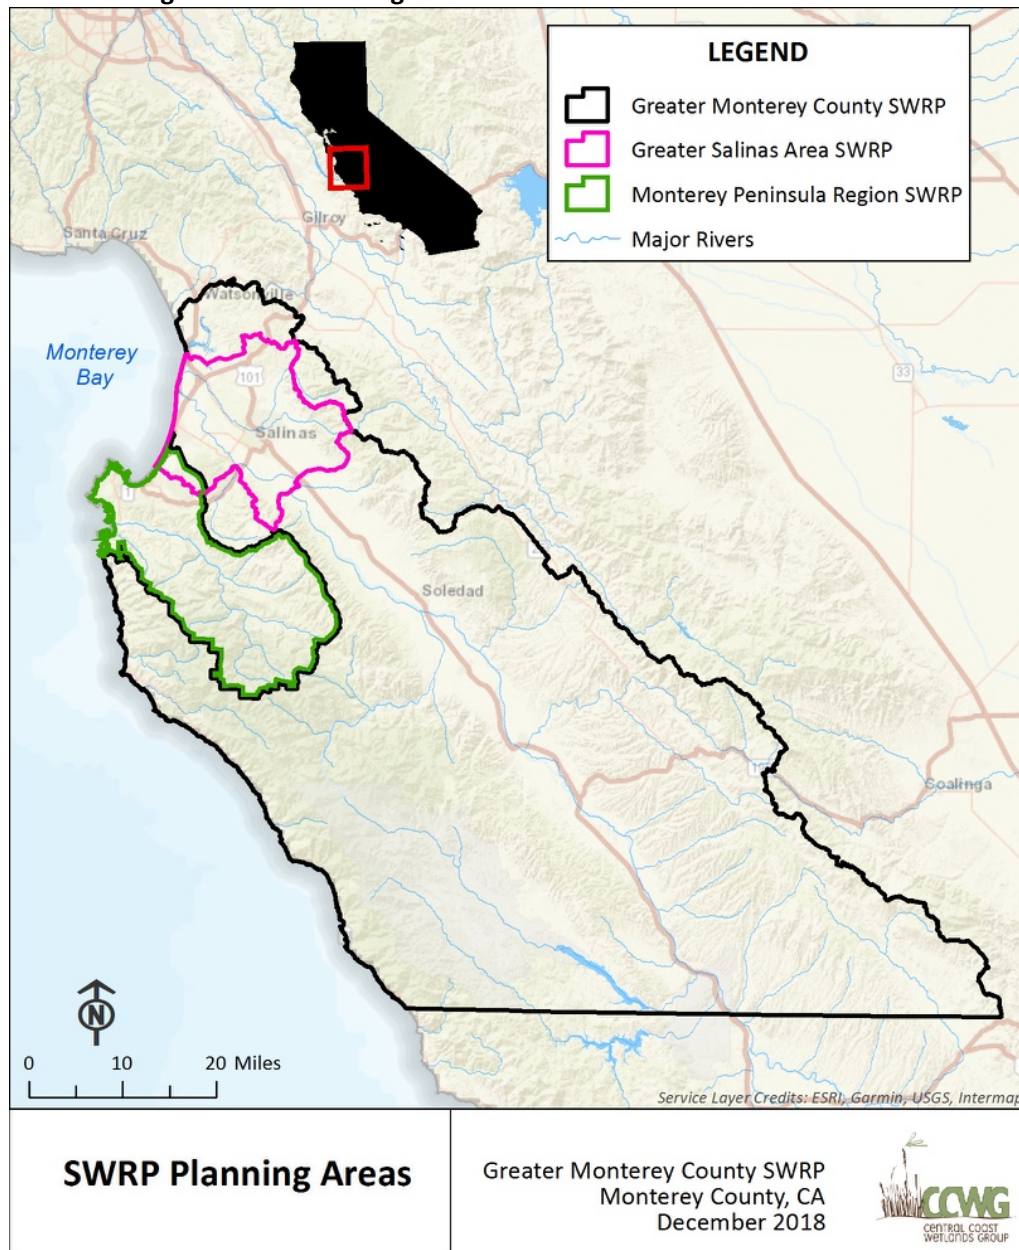 LEGEND
Greater Monterey County SWRP
Greater Salinas Area SWRP
Monterey Peninsula Region SWRP
Major Rivers
Gilroy
Santa Cruz
Watsonville
Monterey
Bay
101
33
Salinas
1
Soledad
Coalinga
N
0 10 20 Miles
Service Layer Credits: ESRI, Garmin, USGS, Intermap
SWRP Planning Areas
Greater Monterey County SWRP
Monterey County, CA
December 2018
CCWG
CENTRAL COAST
WETLANDS GROUP